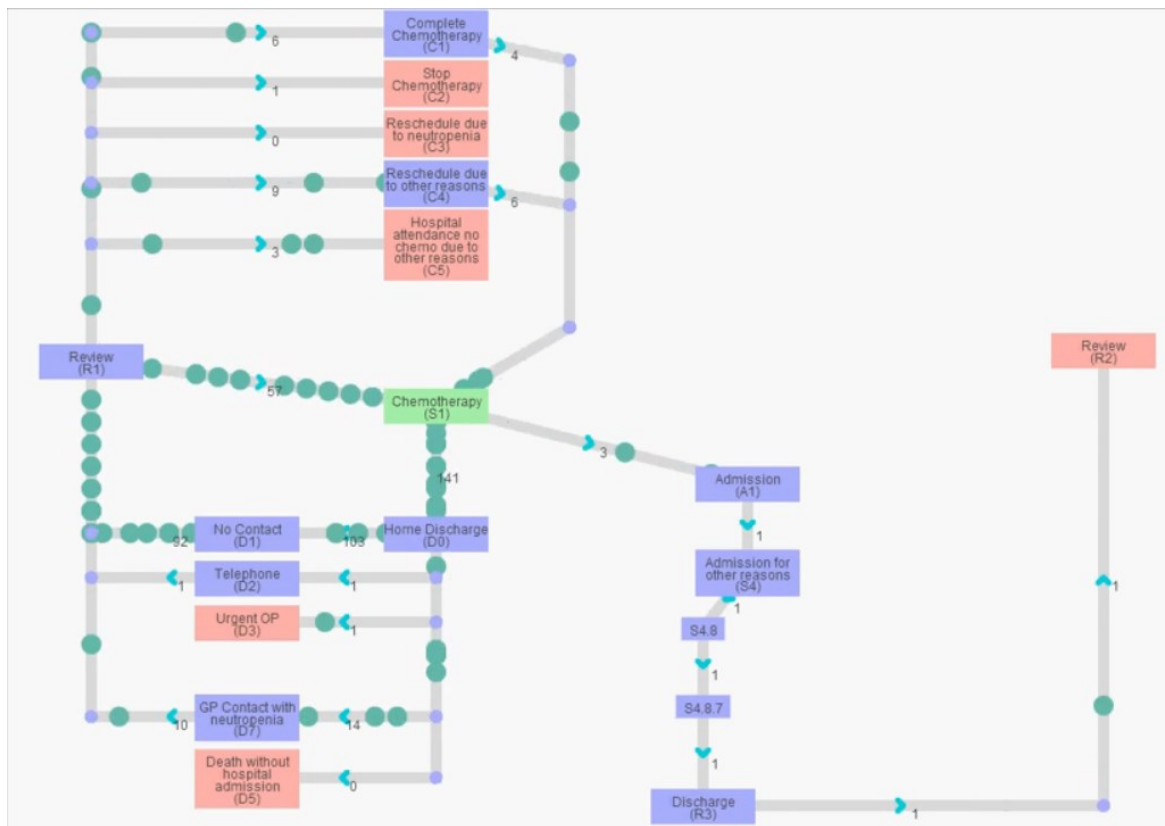 Complete
Chemotherapy
(C1)
6
4
Stop
Chemotherapy
(C2)
1
Reschedule due
to neutropenia
(C3)
0
Reschedule due
to other reasons
(C4)
9
6
Hospital
attendance no
chemo due to
other reasons
(C5)
3
Review
(R1)
57
Chemotherapy
(S1)
3
Review
(R2)
141
Admission
(A1)
1
No Contact
(D1)
92
103
Home Discharge
(D0)
Telephone
(D2)
1
1
Admission for
other reasons
(S4)
1
Urgent OP
(D3)
1
S4.8
1
GP Contact with
neutropenia
(D7)
10
14
S4.8.7
1
Death without
hospital
admission
(D5)
0
Discharge
(R3)
1
1